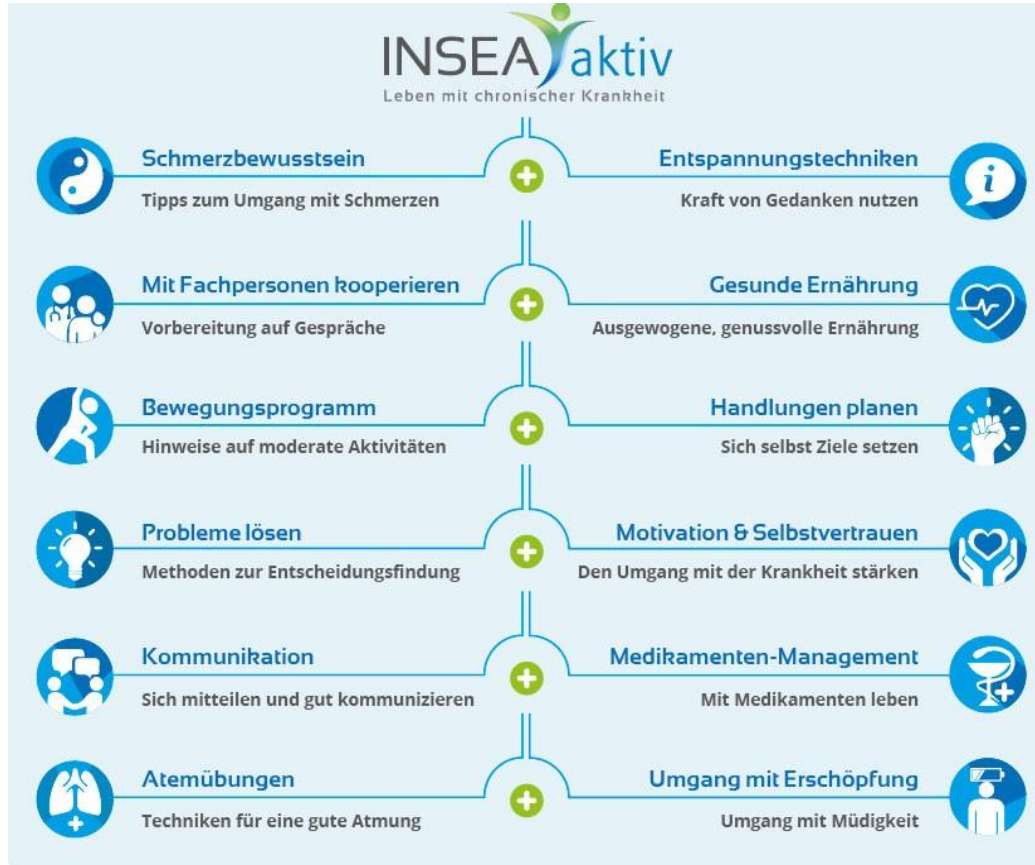 INSEA aktiv
Leben mit chronischer Krankheit
Schmerzbewusstsein
Tipps zum Umgang mit Schmerzen
Entspannungstechniken
Kraft von Gedanken nutzen
i
Mit Fachpersonen kooperieren
Vorbereitung auf Gespräche
Gesunde Ernährung
Ausgewogene, genussvolle Ernährung
Bewegungsprogramm
Hinweise auf moderate Aktivitäten
Handlungen planen
Sich selbst Ziele setzen
Probleme lösen
Methoden zur Entscheidungsfindung
Motivation & Selbstvertrauen
Den Umgang mit der Krankheit stärken
Kommunikation
Sich mitteilen und gut kommunizieren
Medikamenten-Management
Mit Medikamenten leben
Atemübungen
Techniken für eine gute Atmung
Umgang mit Erschöpfung
Umgang mit Müdigkeit